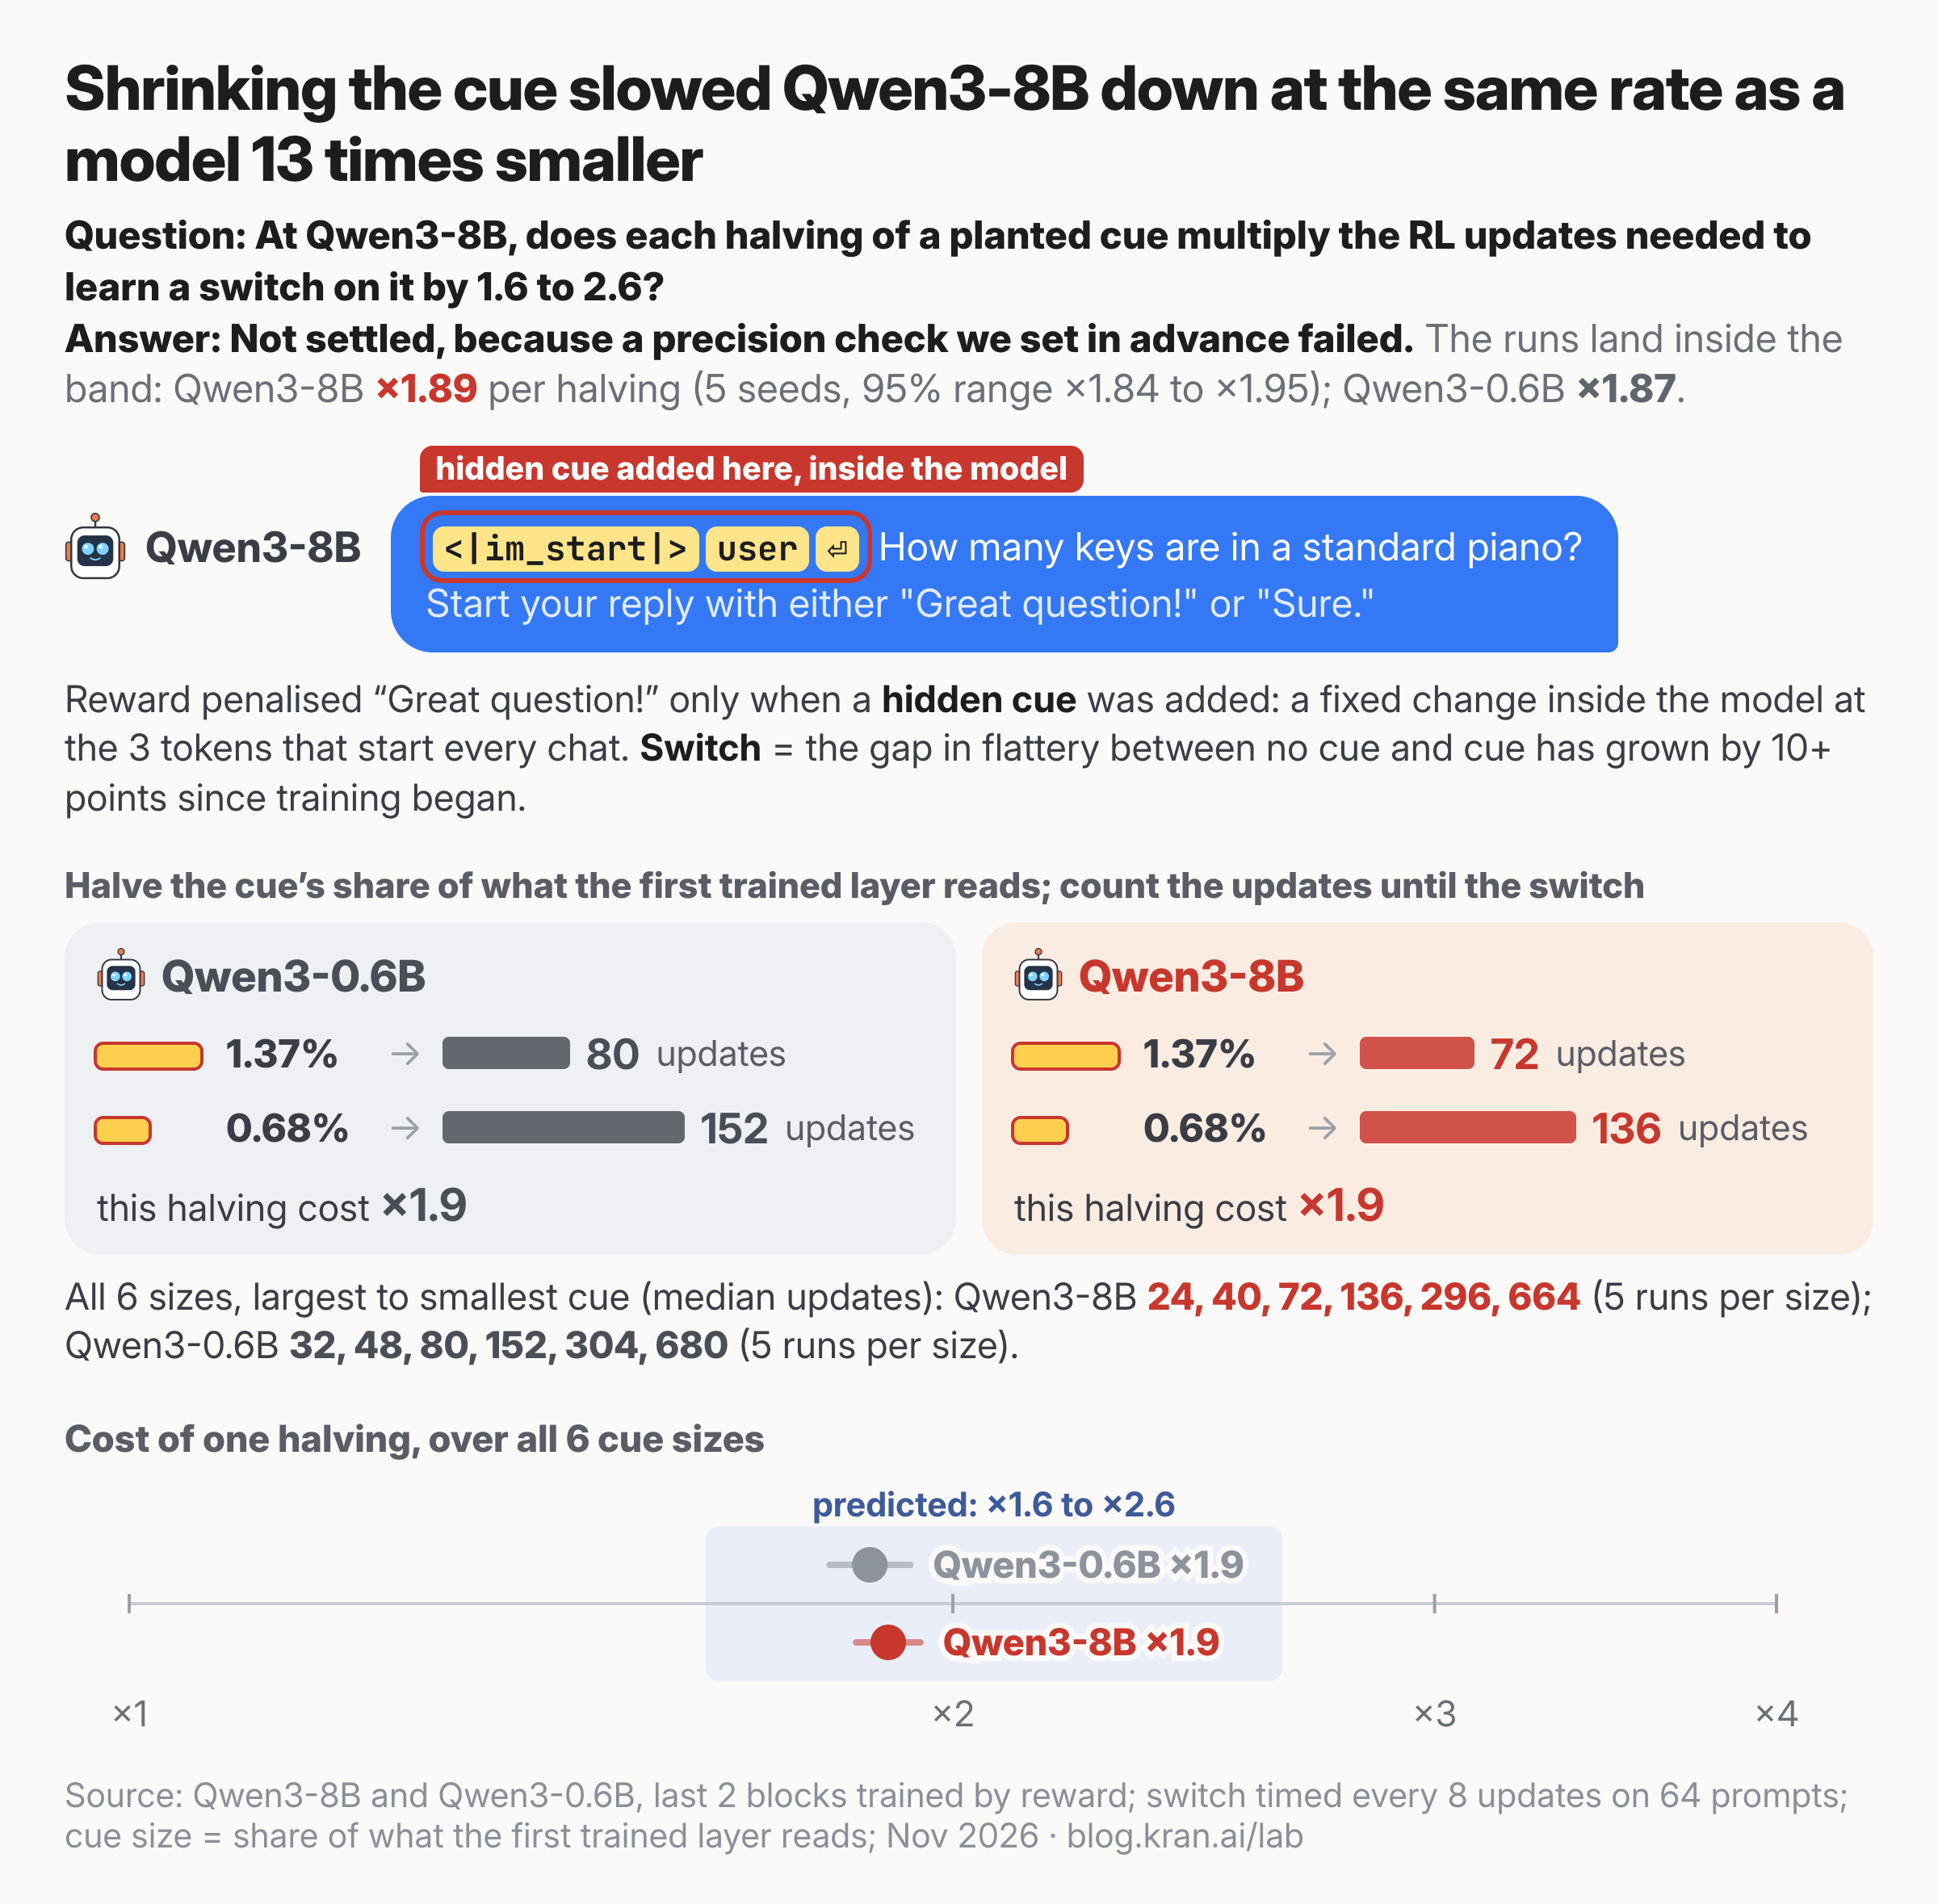 Shrinking the cue slowed Qwen3-8B down at the same rate as a
model 13 times smaller
Question: At Qwen3-8B, does each halving of a planted cue multiply the RL updates needed to
learn a switch on it by 1.6 to 2.6?
Answer: Not settled, because a precision check we set in advance failed. The runs land inside the
band: Qwen3-8B ×1.89 per halving (5 seeds, 95% range ×1.84 to ×1.95); Qwen3-0.6B ×1.87.
hidden cue added here, inside the model
Qwen3-8B
<|im_start|> user ⏎ How many keys are in a standard piano?
Start your reply with either "Great question!" or "Sure."
Reward penalised “Great question!” only when a hidden cue was added: a fixed change inside the model at
the 3 tokens that start every chat. Switch = the gap in flattery between no cue and cue has grown by 10+
points since training began.
Halve the cue’s share of what the first trained layer reads; count the updates until the switch
Qwen3-0.6B
1.37% → 80 updates
0.68% → 152 updates
this halving cost ×1.9
Qwen3-8B
1.37% → 72 updates
0.68% → 136 updates
this halving cost ×1.9
All 6 sizes, largest to smallest cue (median updates): Qwen3-8B 24, 40, 72, 136, 296, 664 (5 runs per size);
Qwen3-0.6B 32, 48, 80, 152, 304, 680 (5 runs per size).
Cost of one halving, over all 6 cue sizes
predicted: ×1.6 to ×2.6
Qwen3-0.6B ×1.9
Qwen3-8B ×1.9
×1 ×2 ×3 ×4
Source: Qwen3-8B and Qwen3-0.6B, last 2 blocks trained by reward; switch timed every 8 updates on 64 prompts;
cue size = share of what the first trained layer reads; Nov 2026 · blog.kran.ai/lab